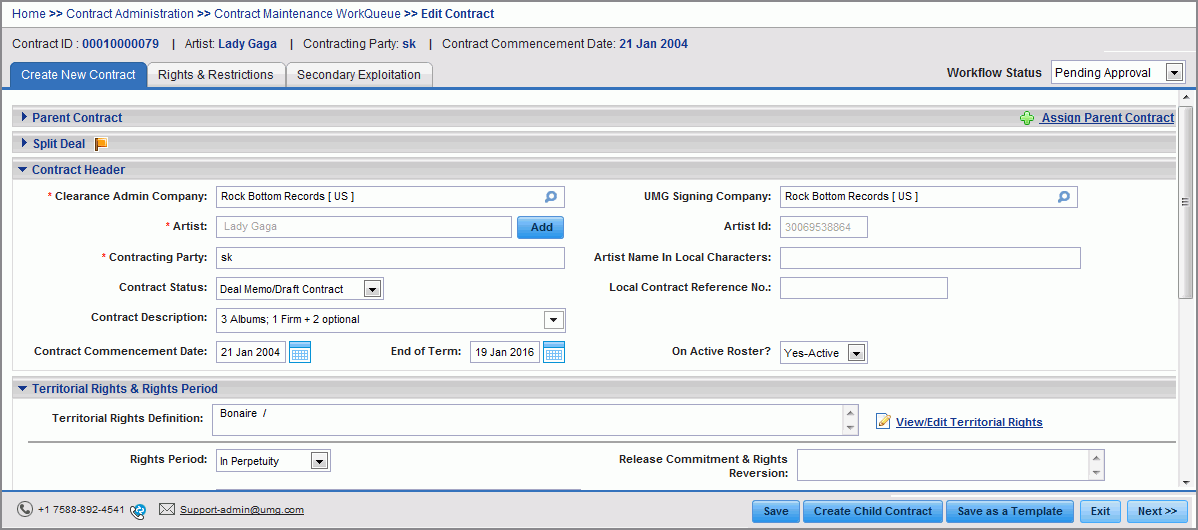 Home >> Contract Administration >> Contract Maintenance WorkQueue >> Edit Contract
Contract ID : 00010000079 | Artist: Lady Gaga | Contracting Party: sk | Contract Commencement Date: 21 Jan 2004
Create New Contract Rights & Restrictions Secondary Exploitation Workflow Status Pending Approval
Parent Contract Assign Parent Contract
Split Deal
Contract Header
* Clearance Admin Company: Rock Bottom Records [ US ] UMG Signing Company: Rock Bottom Records [ US ]
* Artist: Lady Gaga Add Artist Id: 30069538864
* Contracting Party: sk Artist Name In Local Characters:
Contract Status: Deal Memo/Draft Contract Local Contract Reference No.:
Contract Description: 3 Albums; 1 Firm + 2 optional
Contract Commencement Date: 21 Jan 2004 End of Term: 19 Jan 2016 On Active Roster? Yes-Active
Territorial Rights & Rights Period
Territorial Rights Definition: Bonaire / View/Edit Territorial Rights
Rights Period: In Perpetuity Release Commitment & Rights
Reversion:
+1 7588-892-4541 Support-admin@umg.com Save Create Child Contract Save as a Template Exit Next >>